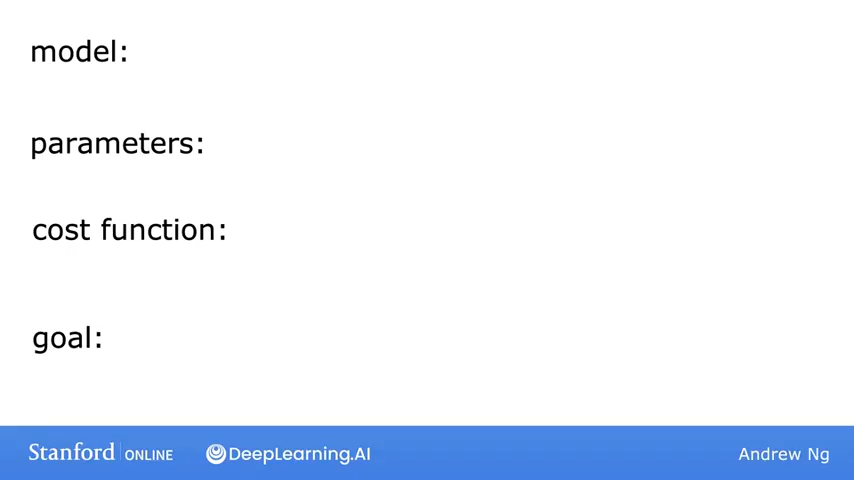 model:
parameters:
cost function:
goal:
Stanford ONLINE DeepLearning.AI Andrew Ng